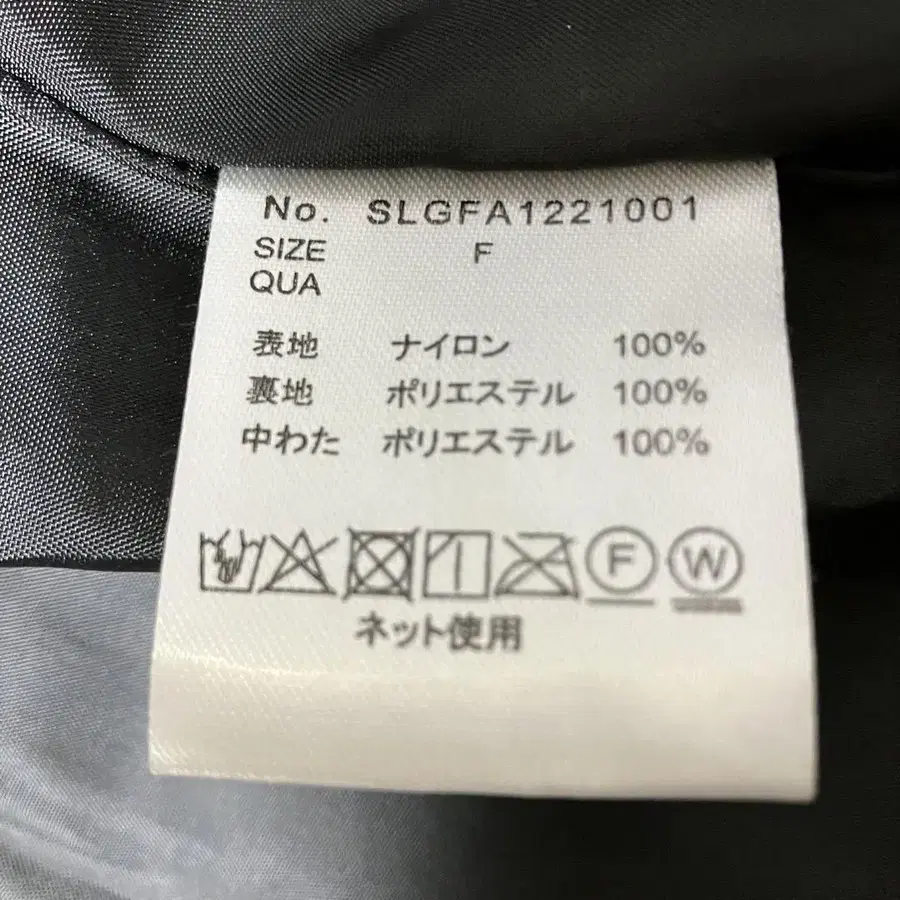 No. SLGFA1221001
SIZE F
QUA
表地 ナイロン 100%
裏地 ポリエステル 100%
中わた ポリエステル 100%
F W
ネット使用